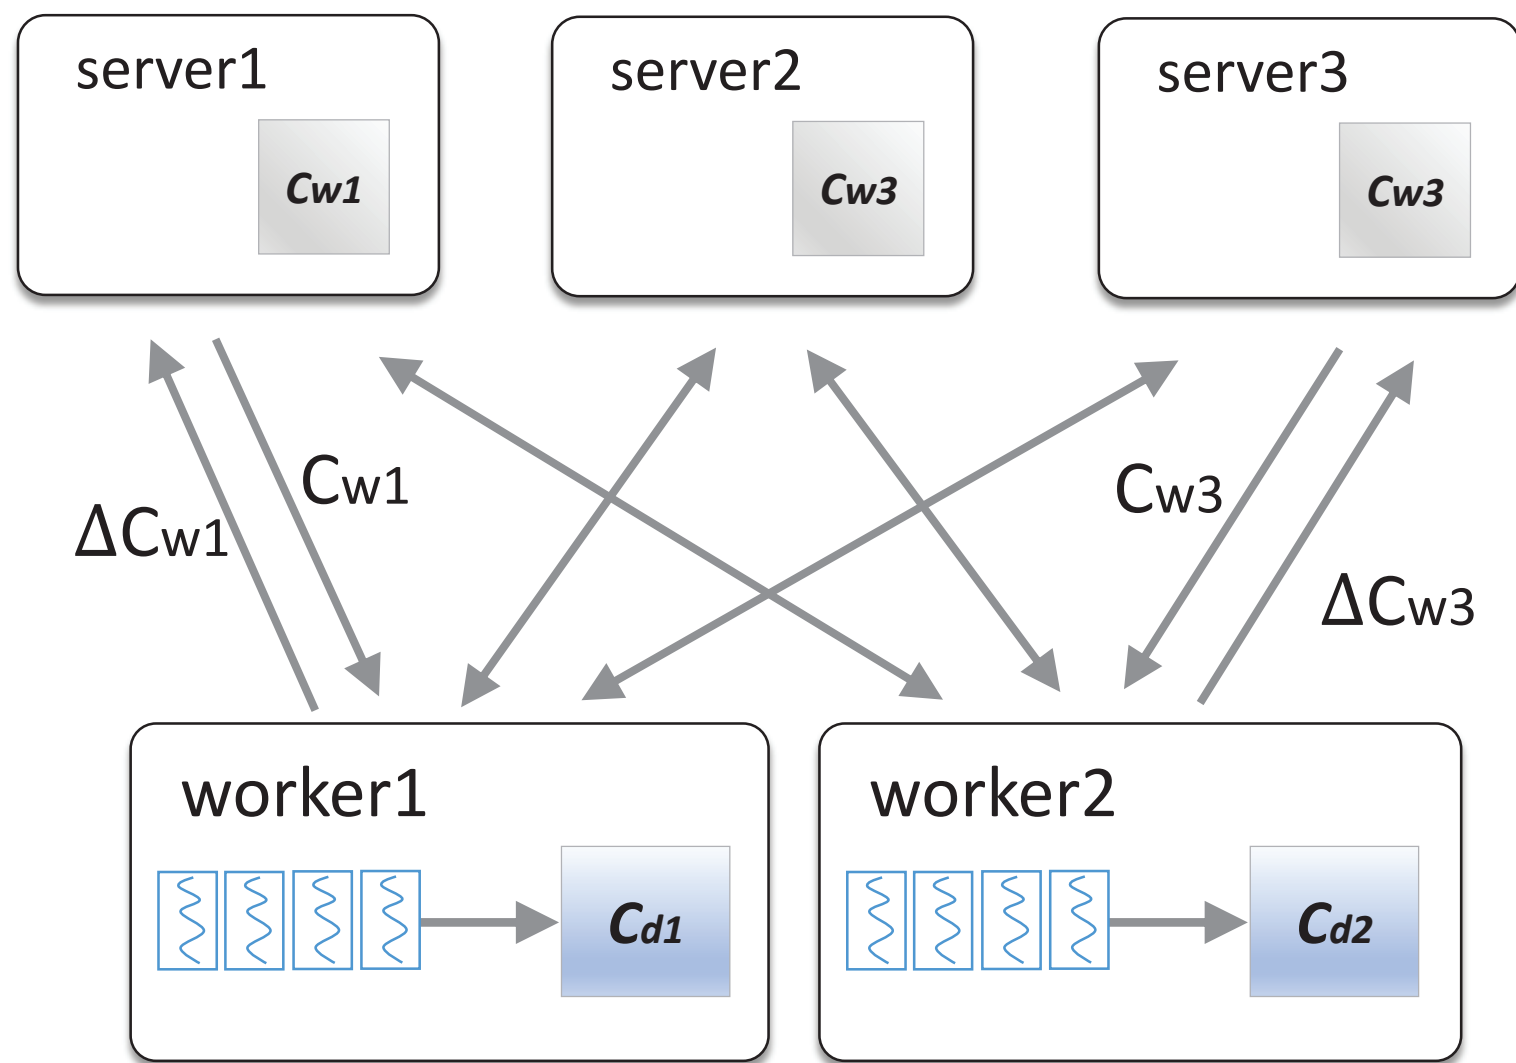 server1
server2
server3
Cw1
Cw3
Cw3
Cw1
Cw3
ΔCw1
ΔCw3
worker1
worker2
Cd1
Cd2